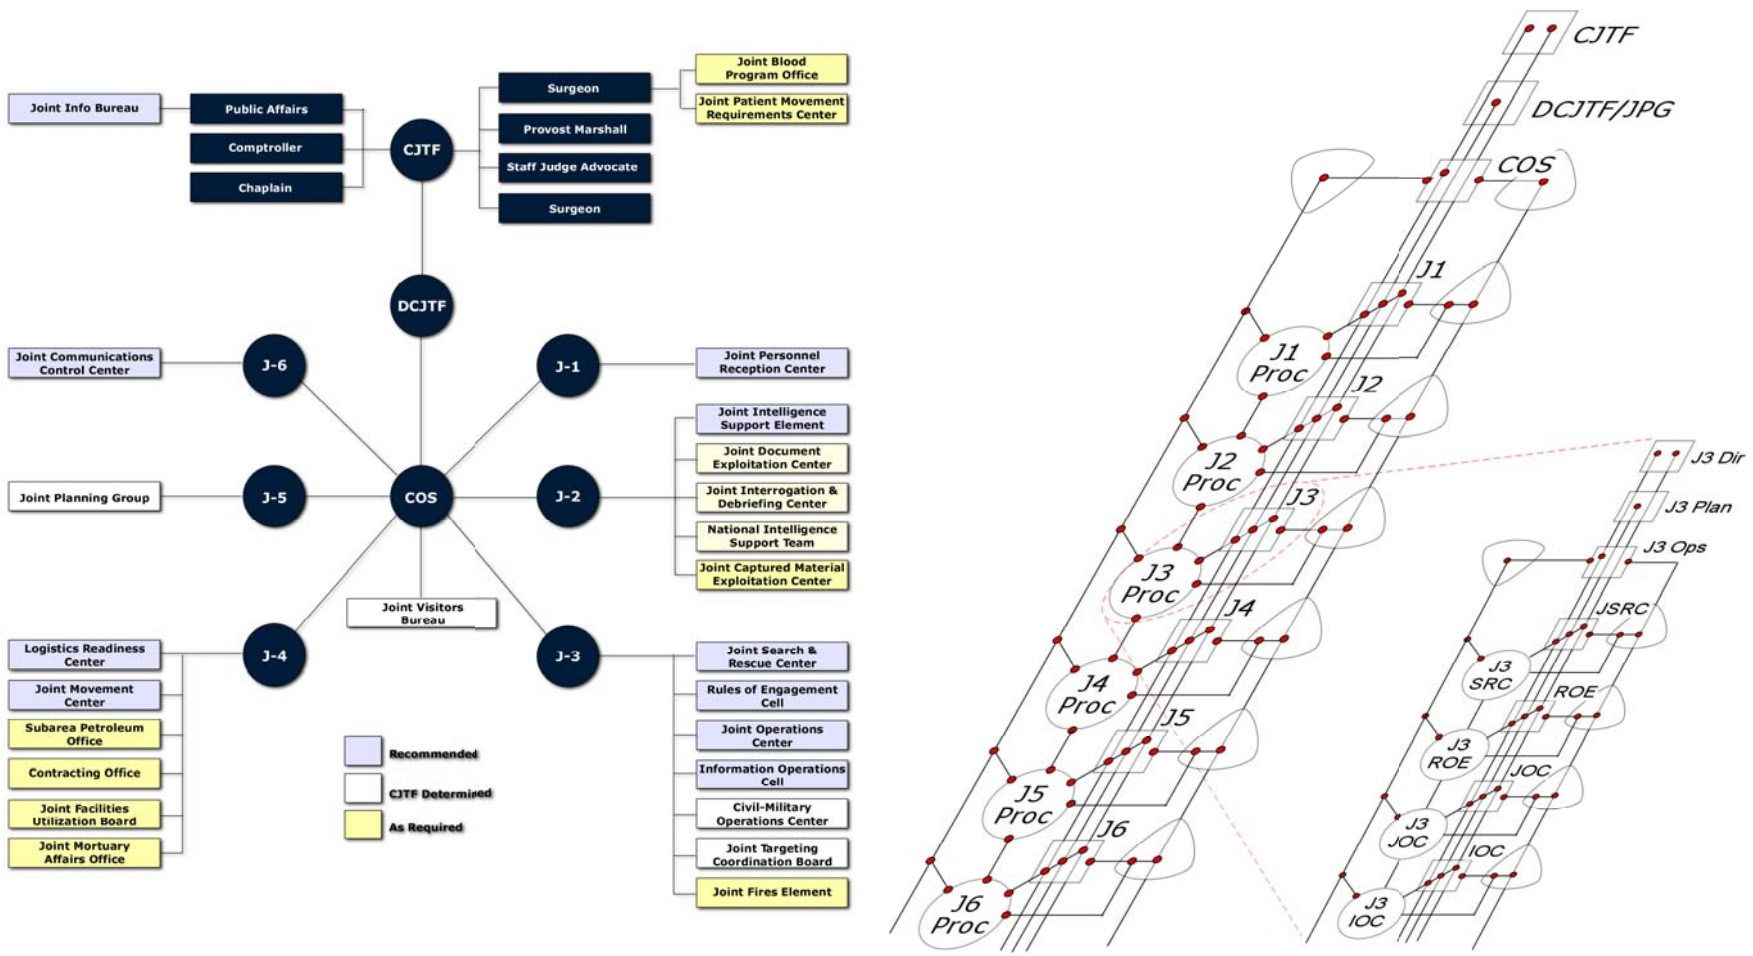 Joint Blood
Program Office
Joint Info Bureau
Public Affairs
Surgeon
Joint Patient Movement
Requirements Center
Comptroller
CJTF
Provost Marshall
Chaplain
Staff Judge Advocate
Surgeon
DCJTF
Joint Communications
Control Center
J-6
J-1
Joint Personnel
Reception Center
Joint Intelligence
Support Element
Joint Document
Exploitation Center
Joint Planning Group
J-5
COS
J-2
Joint Interrogation &
Debriefing Center
National Intelligence
Support Team
Joint Captured Material
Exploitation Center
Joint Visitors
Bureau
Logistics Readiness
Center
J-4
J-3
Joint Search &
Rescue Center
Joint Movement
Center
Rules of Engagement
Cell
Subarea Petroleum
Office
Joint Operations
Center
Contracting Office
Information Operations
Cell
Joint Facilities
Utilization Board
Civil-Military
Operations Center
Joint Mortuary
Affairs Office
Joint Targeting
Coordination Board
Joint Fires Element
Recommended
CJTF Determined
As Required
CJTF
DCJTF/JPG
COS
J1
J1
Proc
J2
J2
Proc
J3
J3
Proc
J4
J4
Proc
J5
J5
Proc
J6
J6
Proc
J3 Dir
J3 Plan
J3 Ops
JSRC
J3
SRC
ROE
J3
ROE
JOC
J3
JOC
IOC
J3
IOC